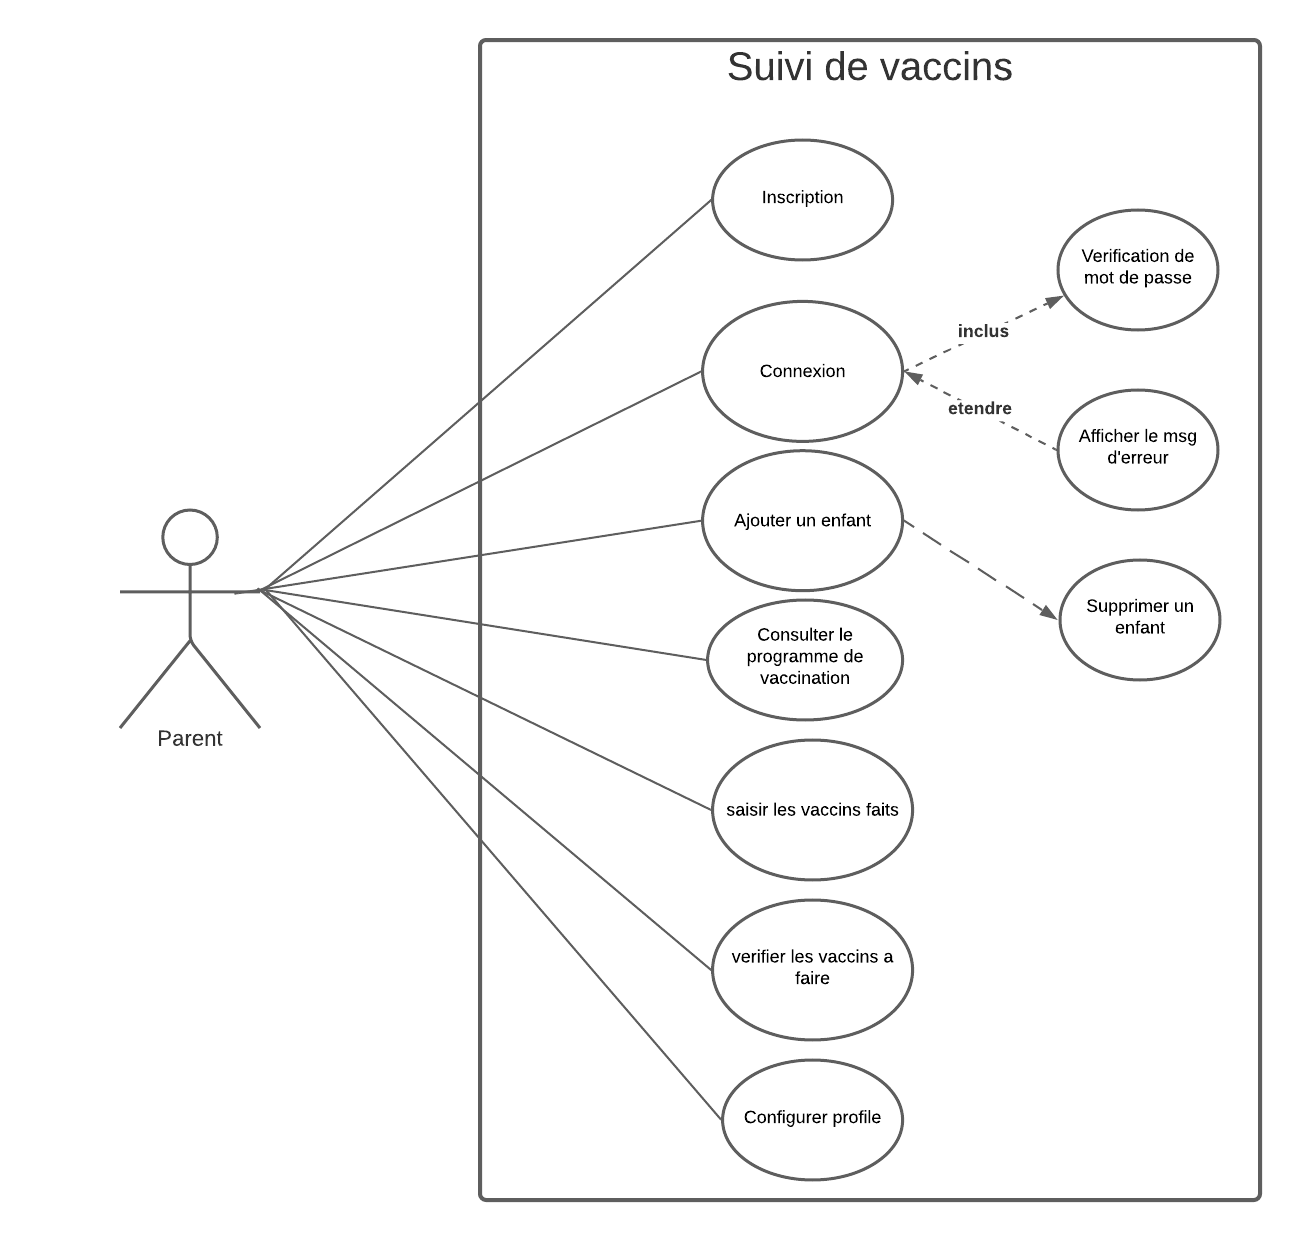 Suivi de vaccins
Inscription
Verification de
mot de passe
inclus
Connexion
etendre
Afficher le msg
d'erreur
Ajouter un enfant
Supprimer un
enfant
Consulter le
programme de
vaccination
Parent
saisir les vaccins faits
verifier les vaccins a
faire
Configurer profile